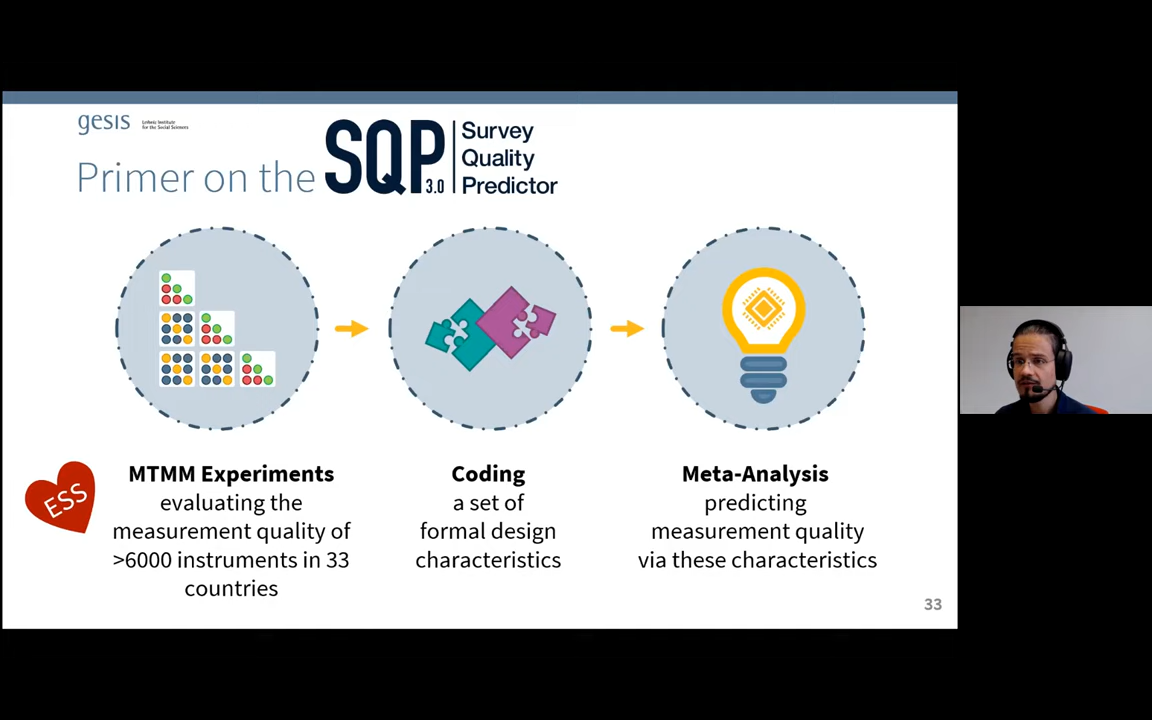 gesis
Leibniz Institute
for the Social Sciences
Primer on the
SQP 3.0
Survey
Quality
Predictor
ESS
MTMM Experiments
evaluating the
measurement quality of
>6000 instruments in 33
countries
Coding
a set of
formal design
characteristics
Meta-Analysis
predicting
measurement quality
via these characteristics
33